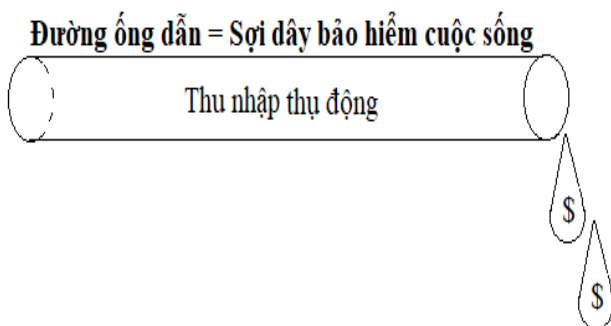 Đường ống dẫn = Sợi dây bảo hiểm cuộc sống
Thu nhập thụ động
$
$